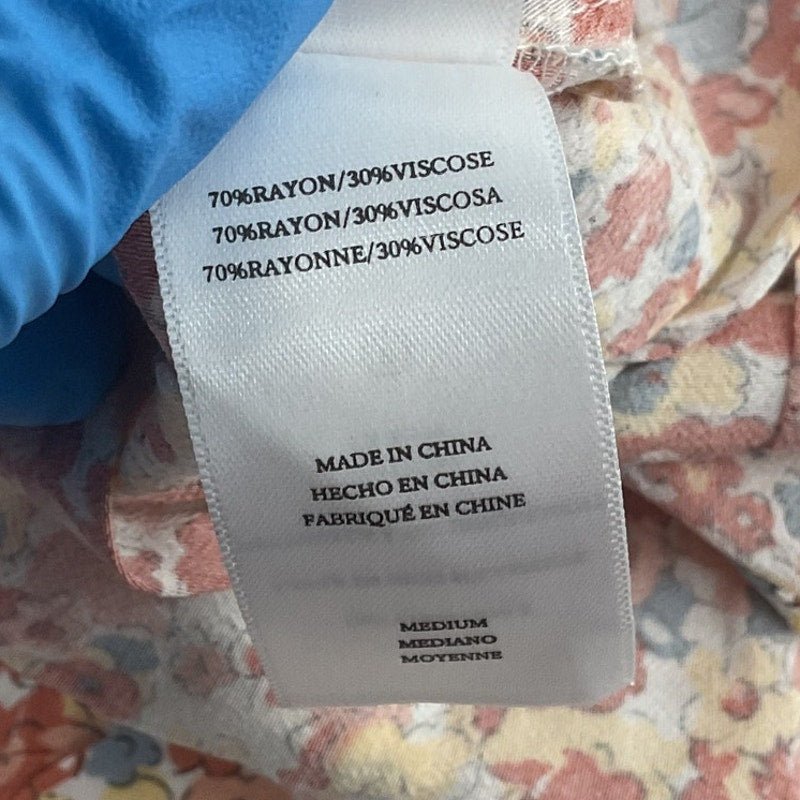 70%RAYON/30%VISCOSE
70%RAYON/30%VISCOSA
70%RAYONNE/30%VISCOSE
MADE IN CHINA
HECHO EN CHINA
FABRIQUÉ EN CHINE
MEDIUM
MEDIANO
MOYENNE